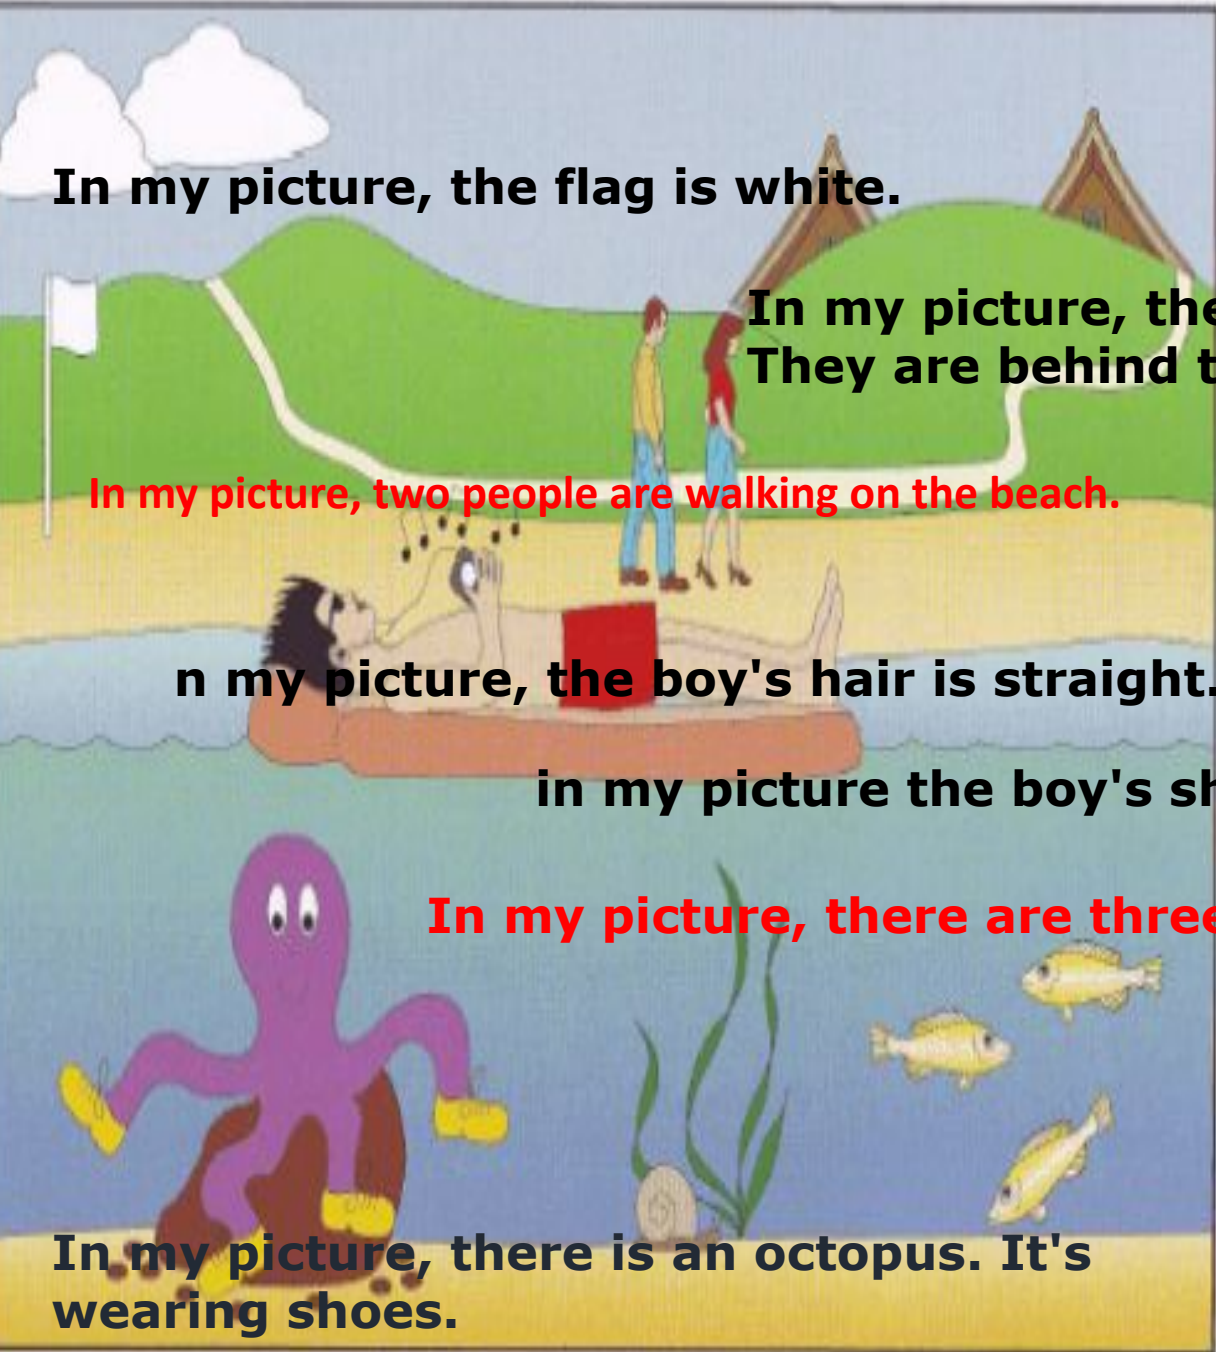 In my picture, the flag is white.
In my picture, the
They are behind t
In my picture, two people are walking on the beach.
n my picture, the boy's hair is straight.
in my picture the boy's sh
In my picture, there are three
In my picture, there is an octopus. It's
wearing shoes.